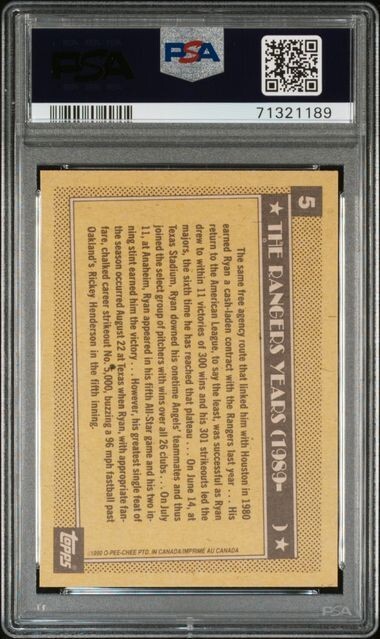 PSA
PSA
71321189
5
★ THE RANGERS YEARS (1989- ) ★
The same free agency route that linked him with Houston in 1980
earned Ryan a cash-laden contract with the Rangers last year . . . His
return to the American League, to say the least, was successful as Ryan
drew to within 11 victories of 300 wins and his 301 strikeouts led the
majors, the sixth time he has reached that plateau . . . On June 14, at
Texas Stadium, Ryan downed his onetime Angels' teammates and thus
joined the select group of pitchers with wins over all 26 clubs . . . On July
11, at Anaheim, Ryan appeared in his fifth All-Star game and his two in-
ning stint earned him the victory . . . However, his greatest single feat of
the season occurred August 22 at Texas when Ryan, with appropriate fan-
fare, chalked career strikeout No. 5,000, buzzing a 96 mph fastball past
Oakland's Rickey Henderson in the fifth inning.
©1990 O-PEE-CHEE PTD. IN CANADA/IMPRIMÉ AU CANADA
topps
PSA